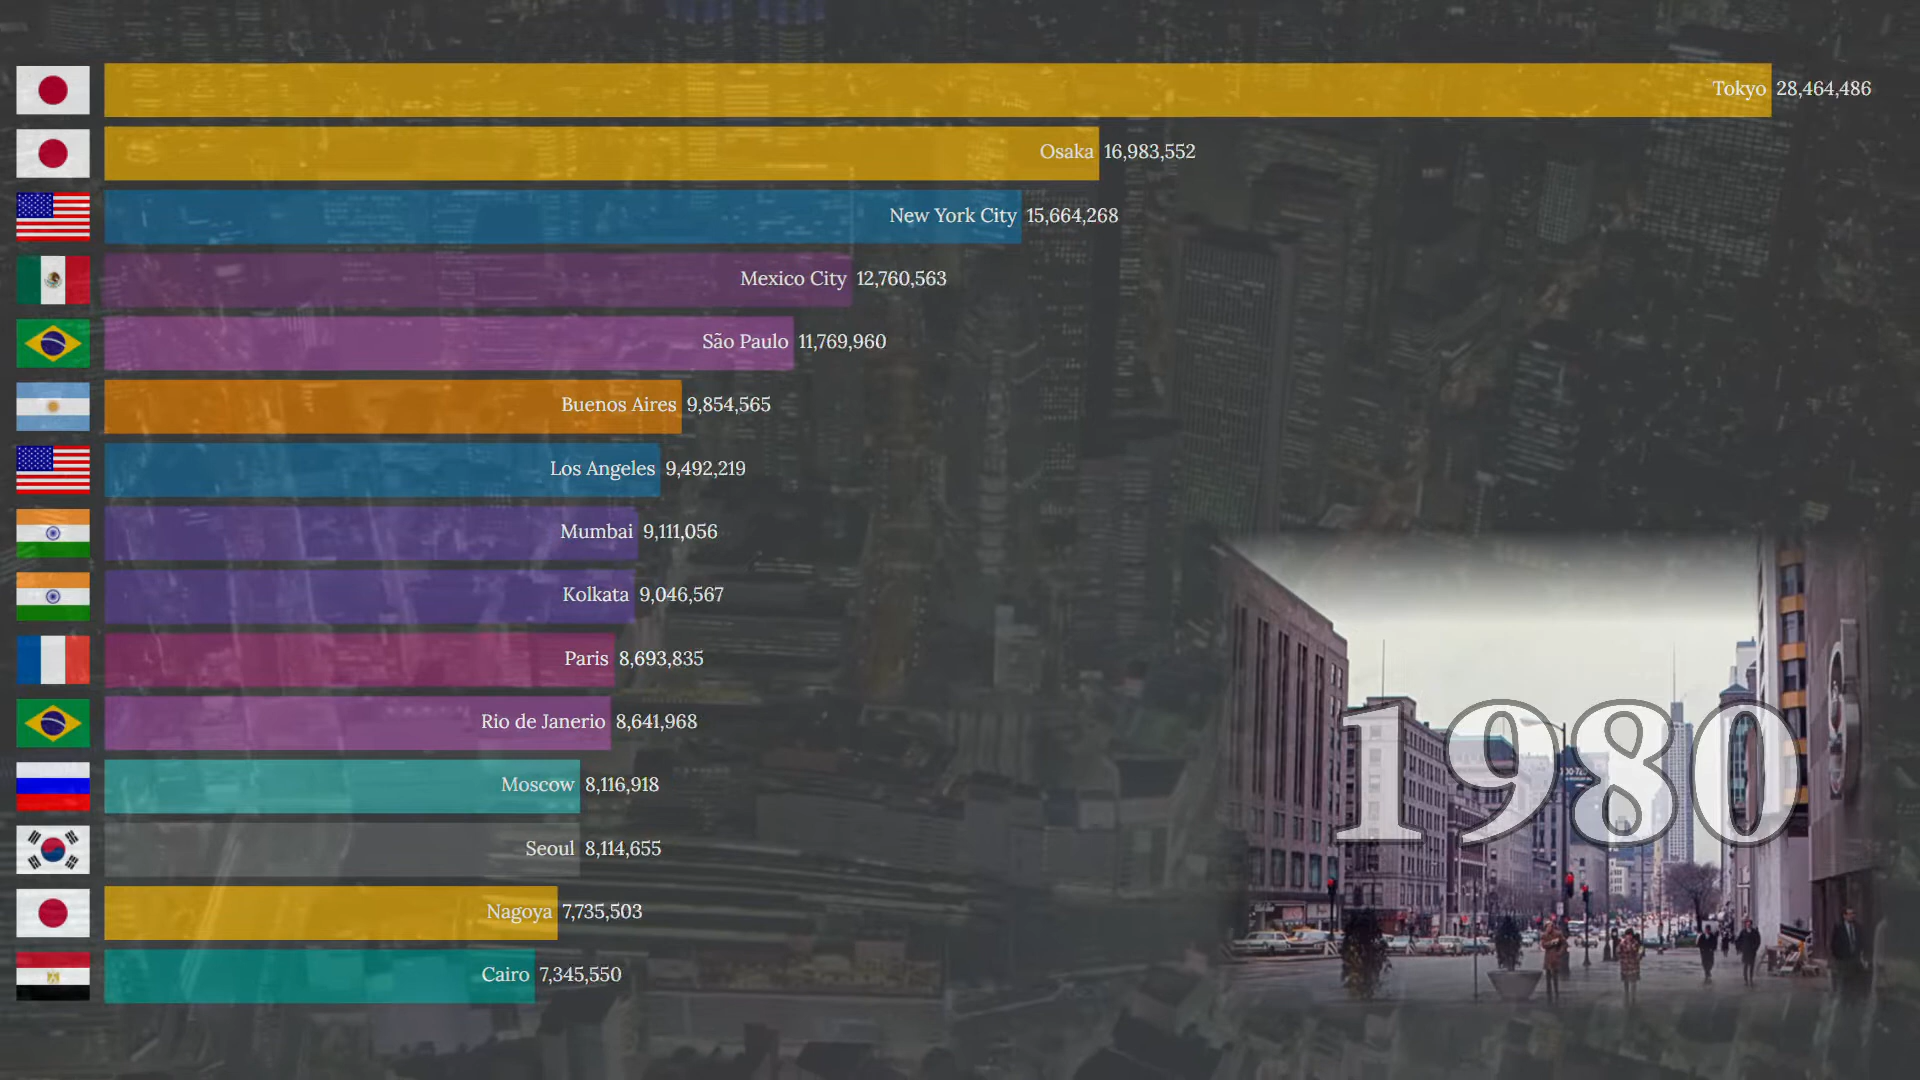 Tokyo 28,464,486
Osaka 16,983,552
New York City 15,664,268
Mexico City 12,760,563
São Paulo 11,769,960
Buenos Aires 9,854,565
Los Angeles 9,492,219
Mumbai 9,111,056
Kolkata 9,046,567
Paris 8,693,835
Rio de Janerio 8,641,968
Moscow 8,116,918
Seoul 8,114,655
Nagoya 7,735,503
Cairo 7,345,550
1980